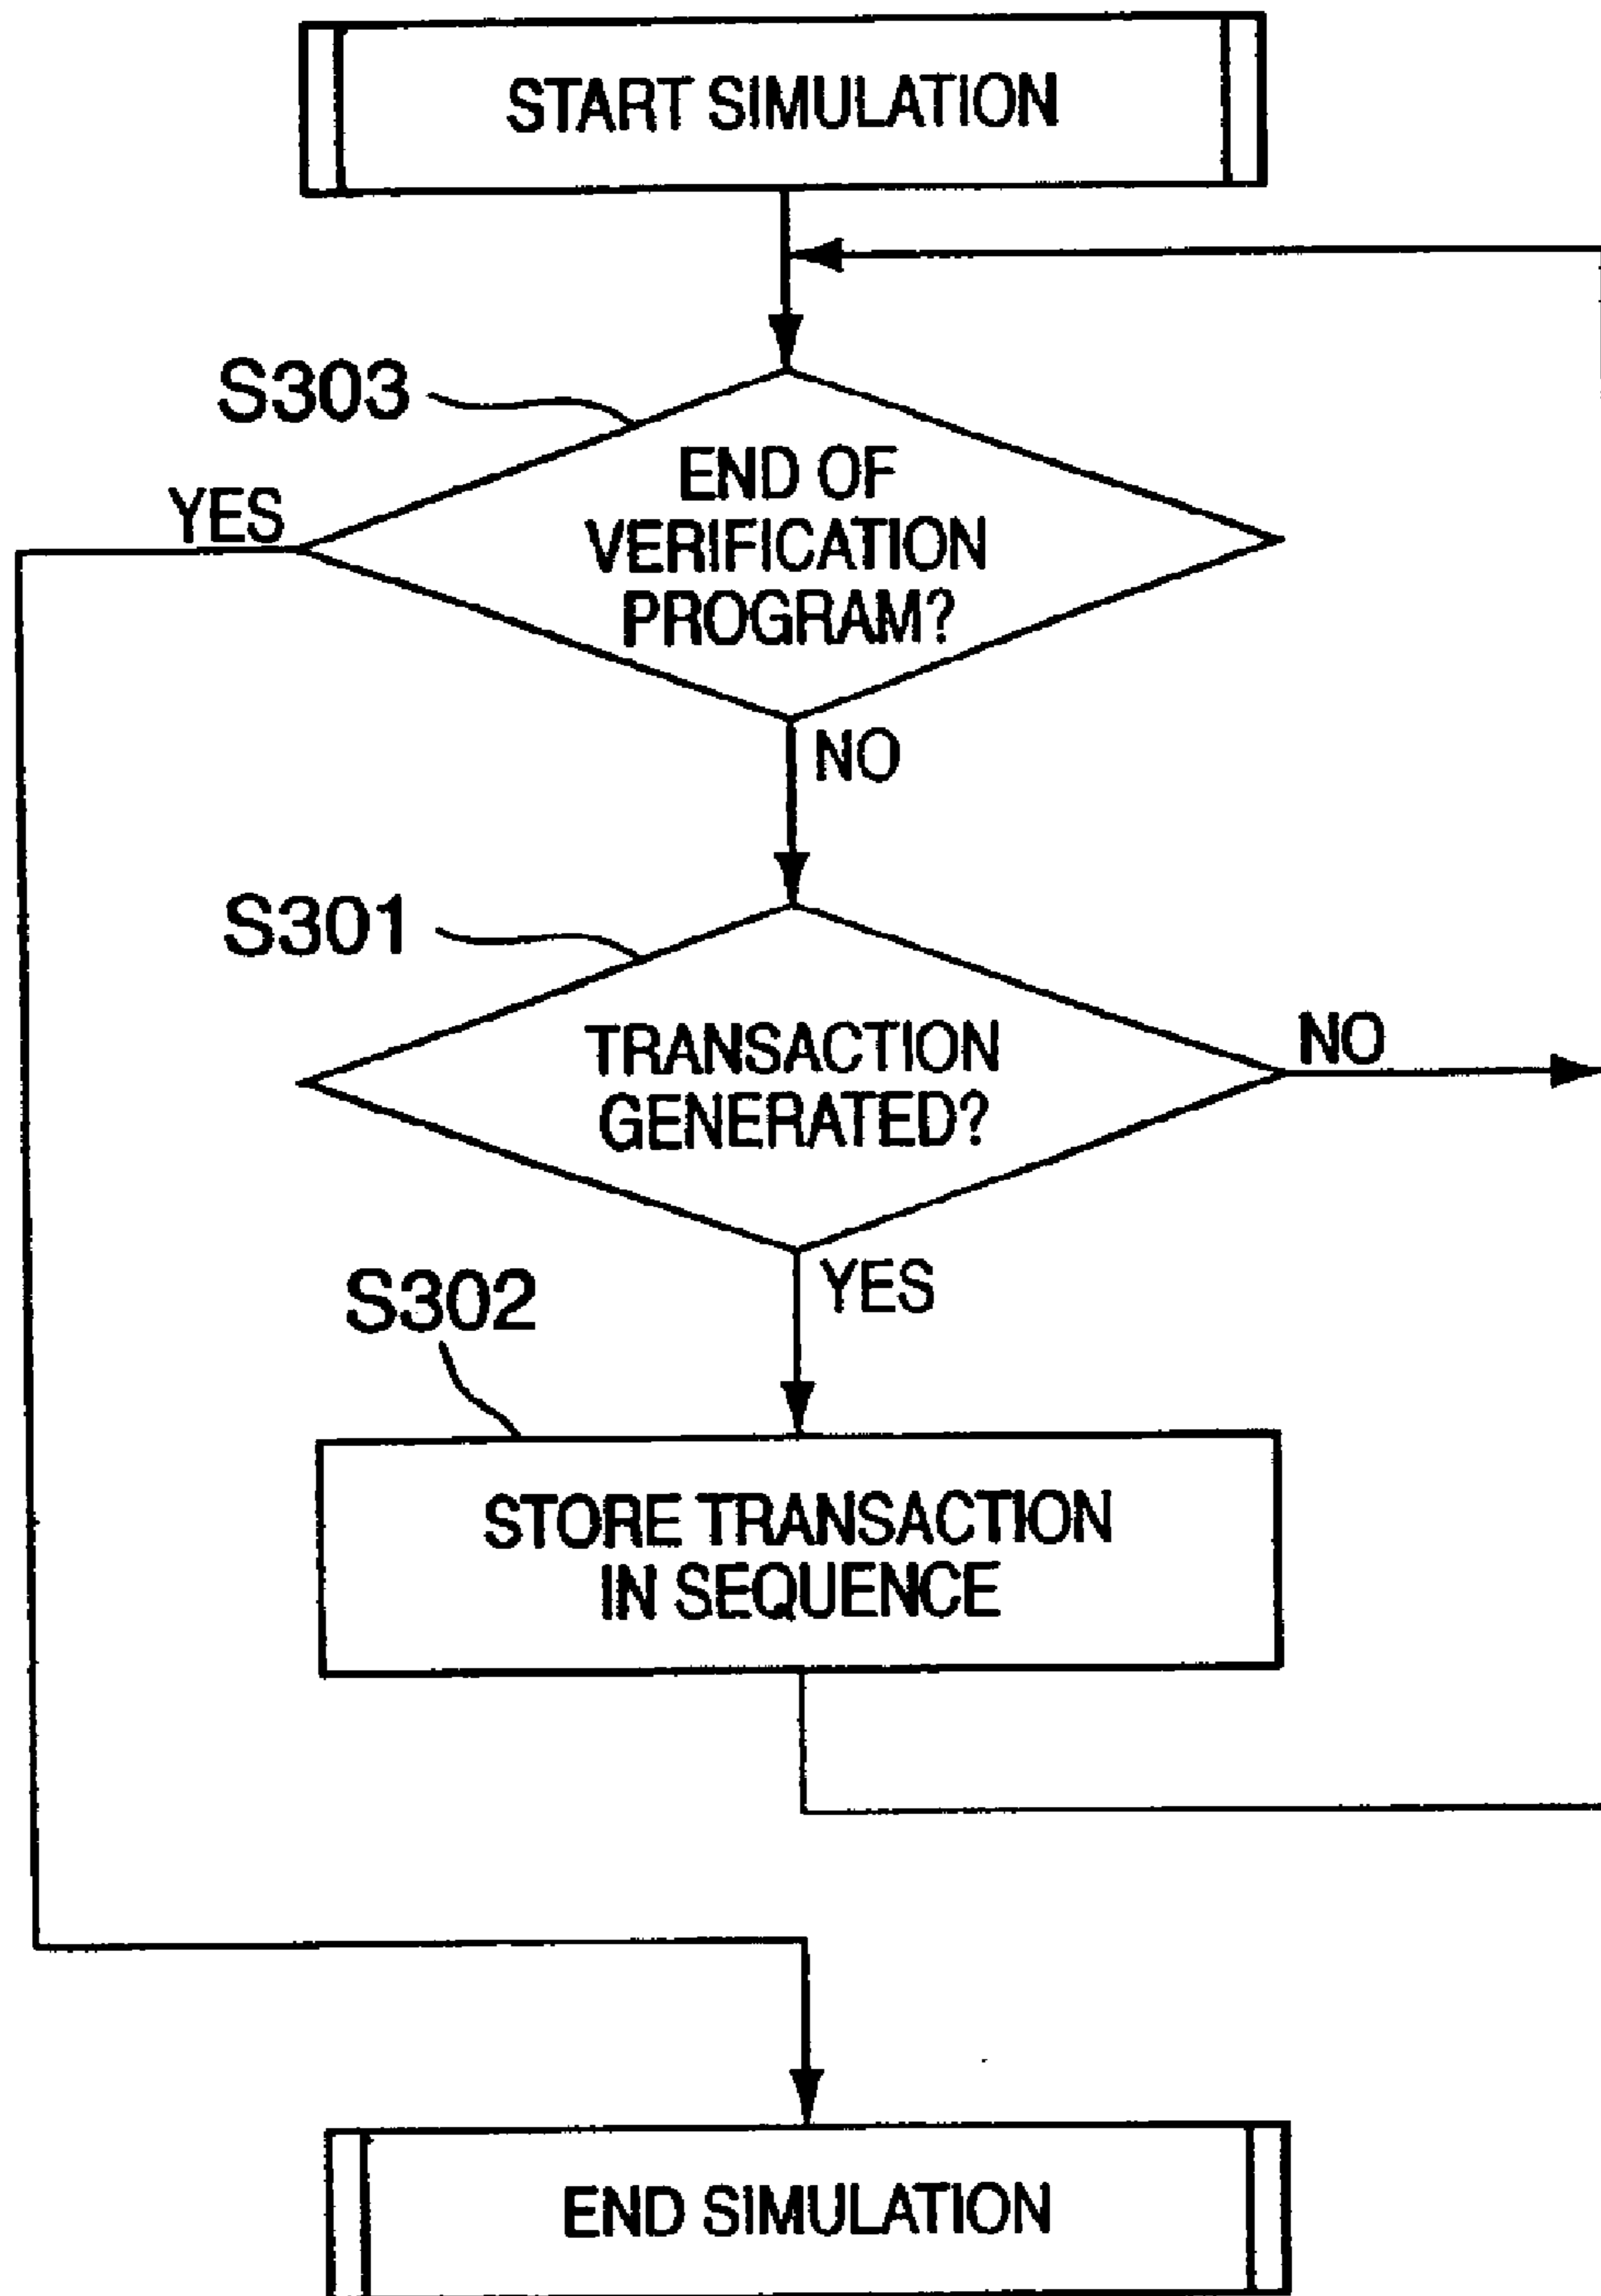 START SIMULATION
S303
YES
END OF
VERIFICATION
PROGRAM?
NO
S301
TRANSACTION
GENERATED?
NO
YES
S302
STORE TRANSACTION
IN SEQUENCE
END SIMULATION